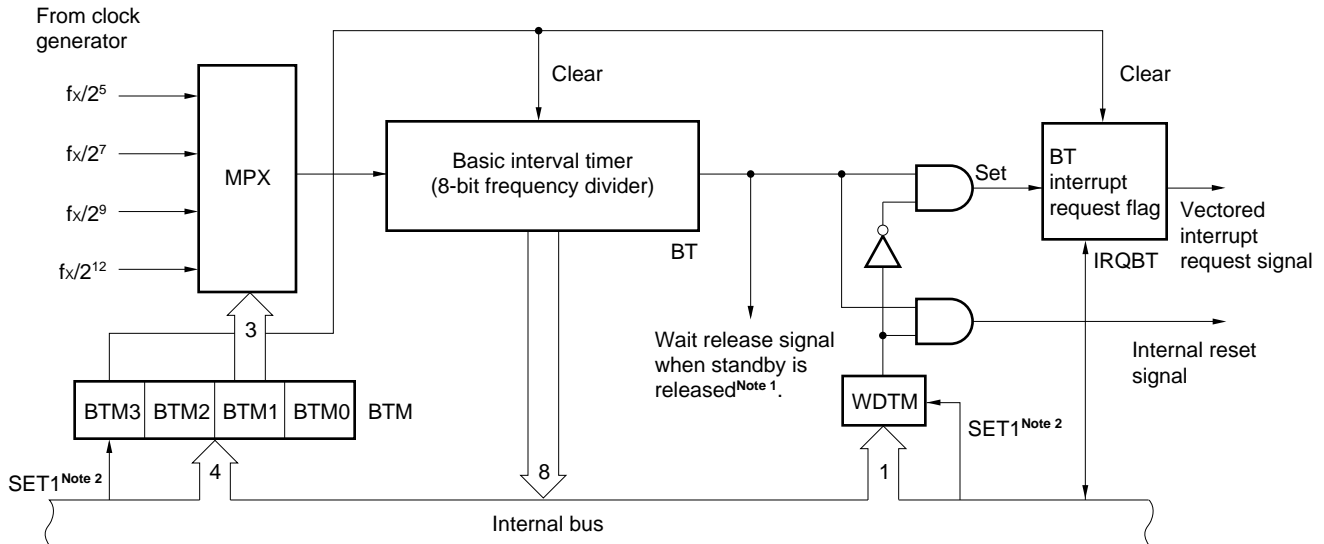 From clock
generator
fx/2⁵
fx/2⁷
fx/2⁹
fx/2¹²
MPX
3
Clear
Basic interval timer
(8-bit frequency divider)
BT
Clear
Set
BT
interrupt
request flag
IRQBT
Vectored
interrupt
request signal
Wait release signal
when standby is
releasedNote 1.
Internal reset
signal
BTM3 BTM2 BTM1 BTM0 BTM
WDTM
SET1Note 2
SET1Note 2
4
8
1
Internal bus